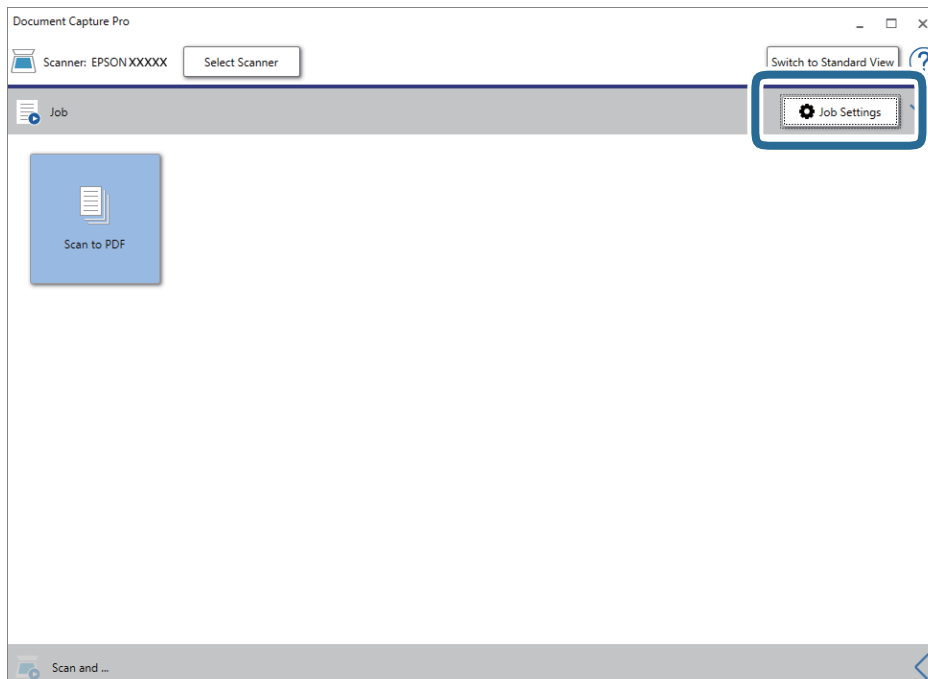 Document Capture Pro
Scanner: EPSON XXXXX Select Scanner Switch to Standard View ?
Job Job Settings
Scan to PDF
Scan and ...